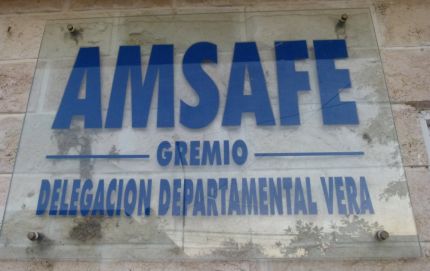 AMSAFE
GREMIO
DELEGACION DEPARTAMENTAL VERA